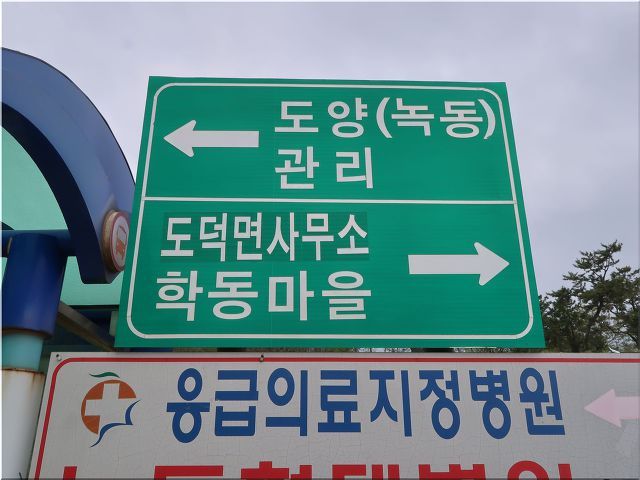 도양(녹동)
관리
도덕면사무소
학동마을
응급의료지정병원